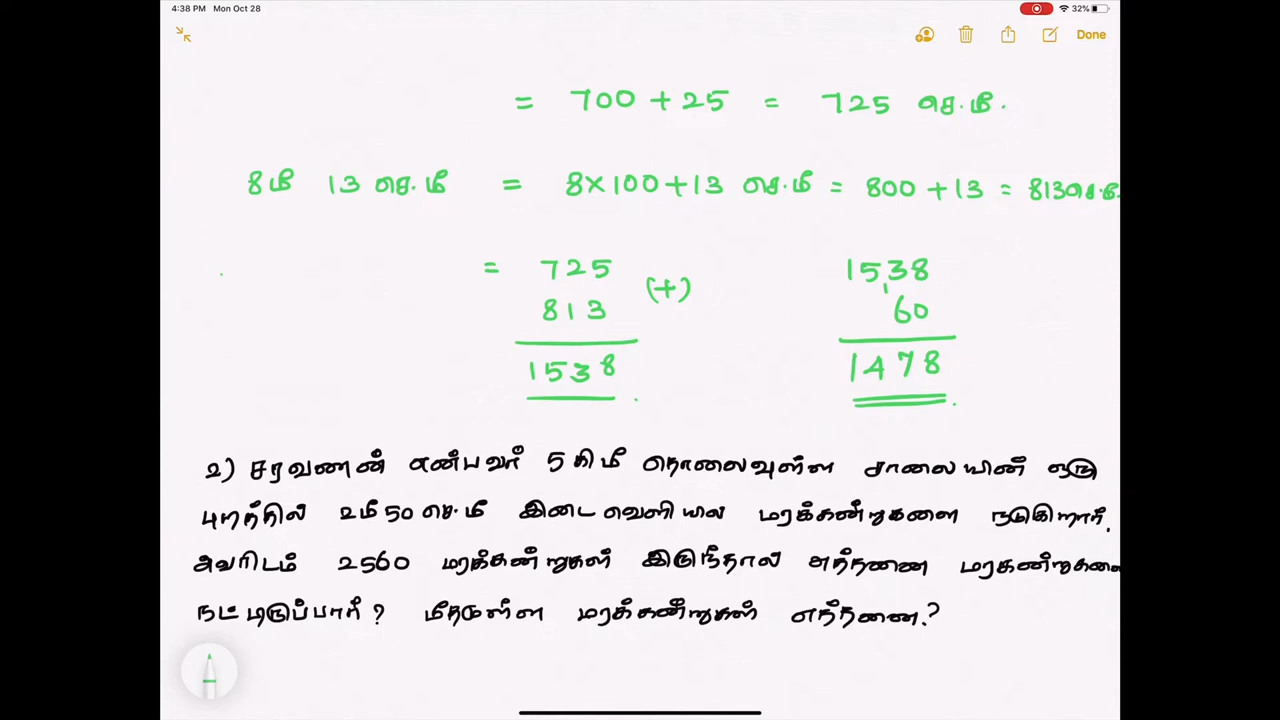 4:38 PM Mon Oct 28 32%
Done
= 700 + 25 = 725 செ.மீ.
8மீ 13 செ.மீ = 8×100+13 செ.மீ = 800 + 13 = 813செ.மீ.
= 725 (+) 1538
813 60
1538 1478
2) சரவணன் என்பவர் 5 கி மீ தொலைவுள்ள சாலையின் ஒரு
புறத்தில் 2மீ 50 செ.மீ இடைவெளியில மரக்கன்றுகளை நடுகிறார்.
அவரிடம் 2560 மரக்கன்றுகள் இருந்தால் எத்தனை மரகன்றுகளை
நட்டிருப்பார்? மீதமுள்ள மரக்கன்றுகள் எத்தனை?